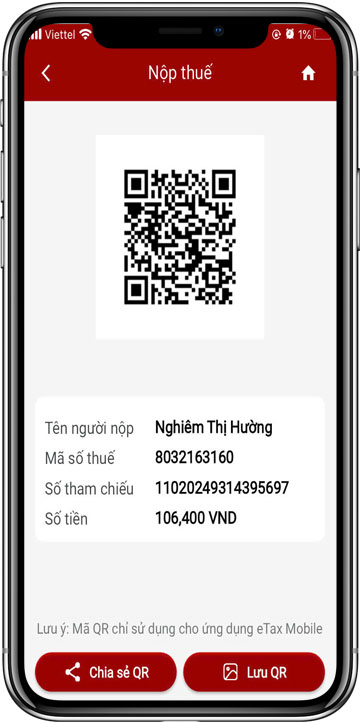 Viettel 1%
Nộp thuế
Tên người nộp Nghiêm Thị Hường
Mã số thuế 8032163160
Số tham chiếu 11020249314395697
Số tiền 106,400 VND
Lưu ý: Mã QR chỉ sử dụng cho ứng dụng eTax Mobile
Chia sẻ QR Lưu QR